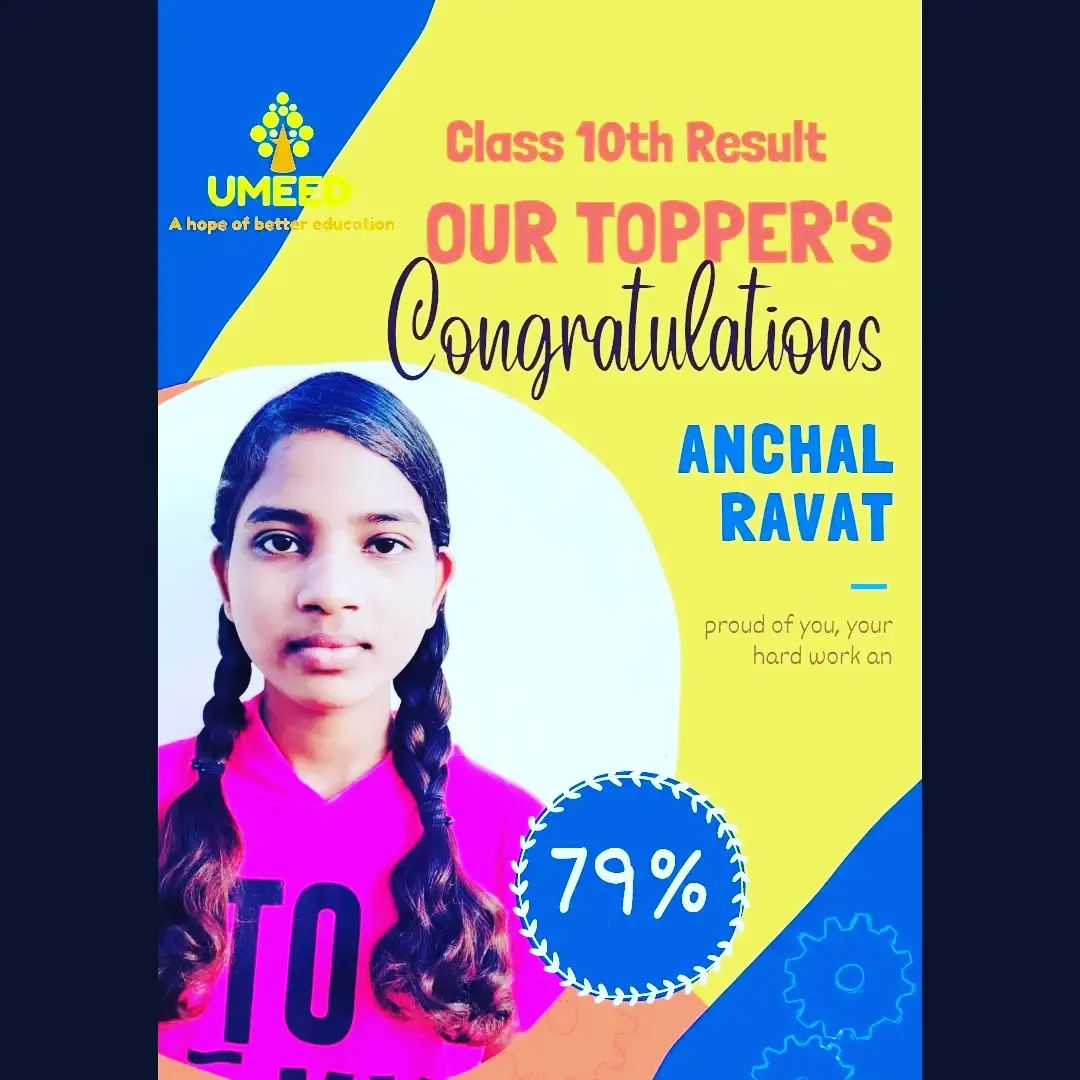 UMEED
A hope of better education
Class 10th Result
OUR TOPPER'S
Congratulations
ANCHAL
RAVAT
proud of you, your
hard work an
79%
TO